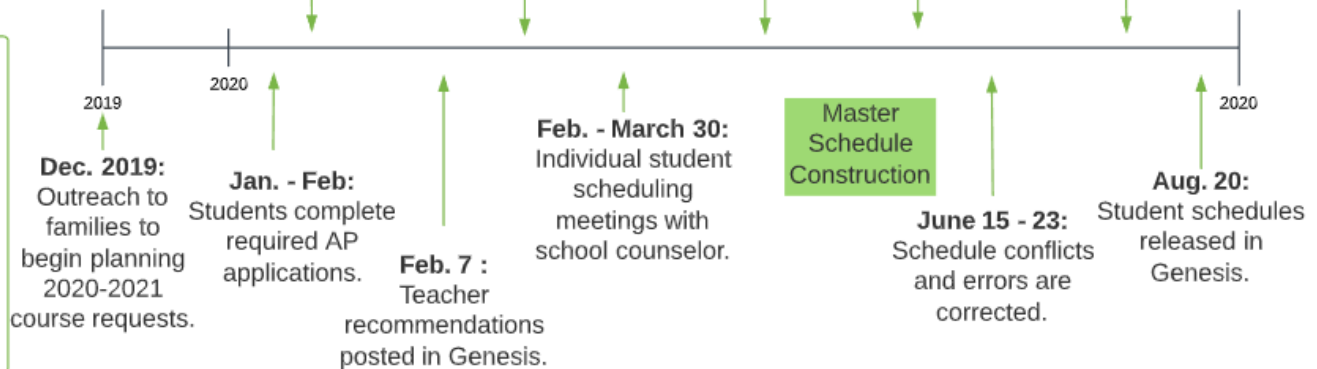 2019
2020
2020
Dec. 2019:
Outreach to
families to
begin planning
2020-2021
course requests.
Jan. - Feb:
Students complete
required AP
applications.
Feb. 7 :
Teacher
recommendations
posted in Genesis.
Feb. - March 30:
Individual student
scheduling
meetings with
school counselor.
Master
Schedule
Construction
June 15 - 23:
Schedule conflicts
and errors are
corrected.
Aug. 20:
Student schedules
released in
Genesis.